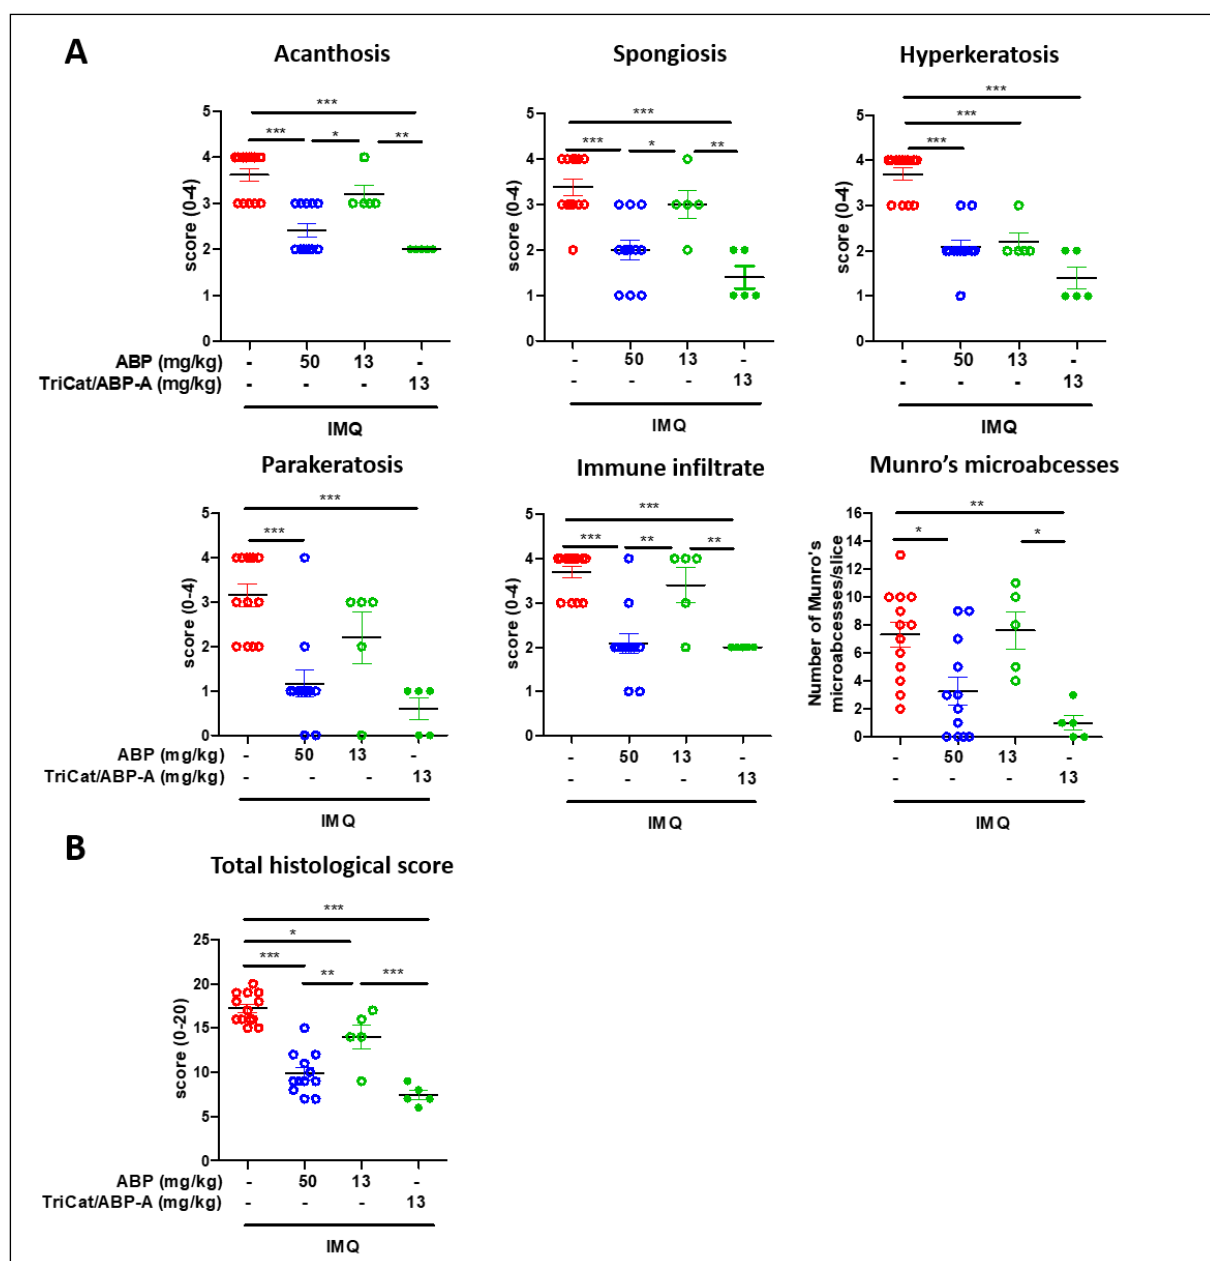 A
Acanthosis Spongiosis Hyperkeratosis
*** *** ***
*** * ** *** * ** *** ***
score (0-4) score (0-4) score (0-4)
5 5 5
4 4 4
3 3 3
2 2 2
1 1 1
0 0 0
ABP (mg/kg) - 50 13 - - 50 13 - - 50 13 -
TriCat/ABP-A (mg/kg) - - - 13 - - - 13 - - - 13
IMQ IMQ IMQ
Parakeratosis Immune infiltrate Munro's microabcesses
*** *** **
*** *** ** ** * *
score (0-4) score (0-4) Number of Munro's
microabcesses/slice
5 5 16
4 4 14
3 3 12
2 2 10
1 1 8
0 0 6
4
2
0
ABP (mg/kg) - 50 13 - - 50 13 - - 50 13 -
TriCat/ABP-A (mg/kg) - - - 13 - - - 13 - - - 13
IMQ IMQ IMQ
B
Total histological score
***
*
***
** ***
score (0-20)
25
20
15
10
5
0
ABP (mg/kg) - 50 13 -
TriCat/ABP-A (mg/kg) - - - 13
IMQ